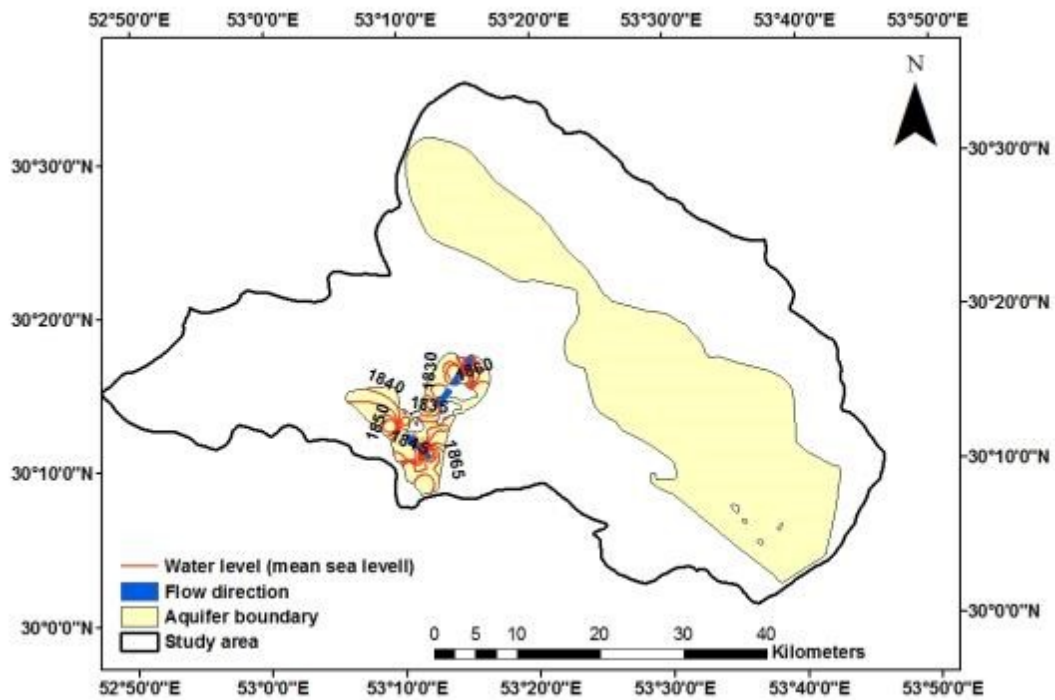 52°50'0"E 53°0'0"E 53°10'0"E 53°20'0"E 53°30'0"E 53°40'0"E 53°50'0"E
N
30°30'0"N 30°30'0"N
30°20'0"N 30°20'0"N
1830 1860
1840
1835
1850
1845
1865
30°10'0"N 30°10'0"N
Water level (mean sea levell)
Flow direction
Aquifer boundary
Study area
30°0'0"N 30°0'0"N
0 5 10 20 30 40
Kilometers
52°50'0"E 53°0'0"E 53°10'0"E 53°20'0"E 53°30'0"E 53°40'0"E 53°50'0"E